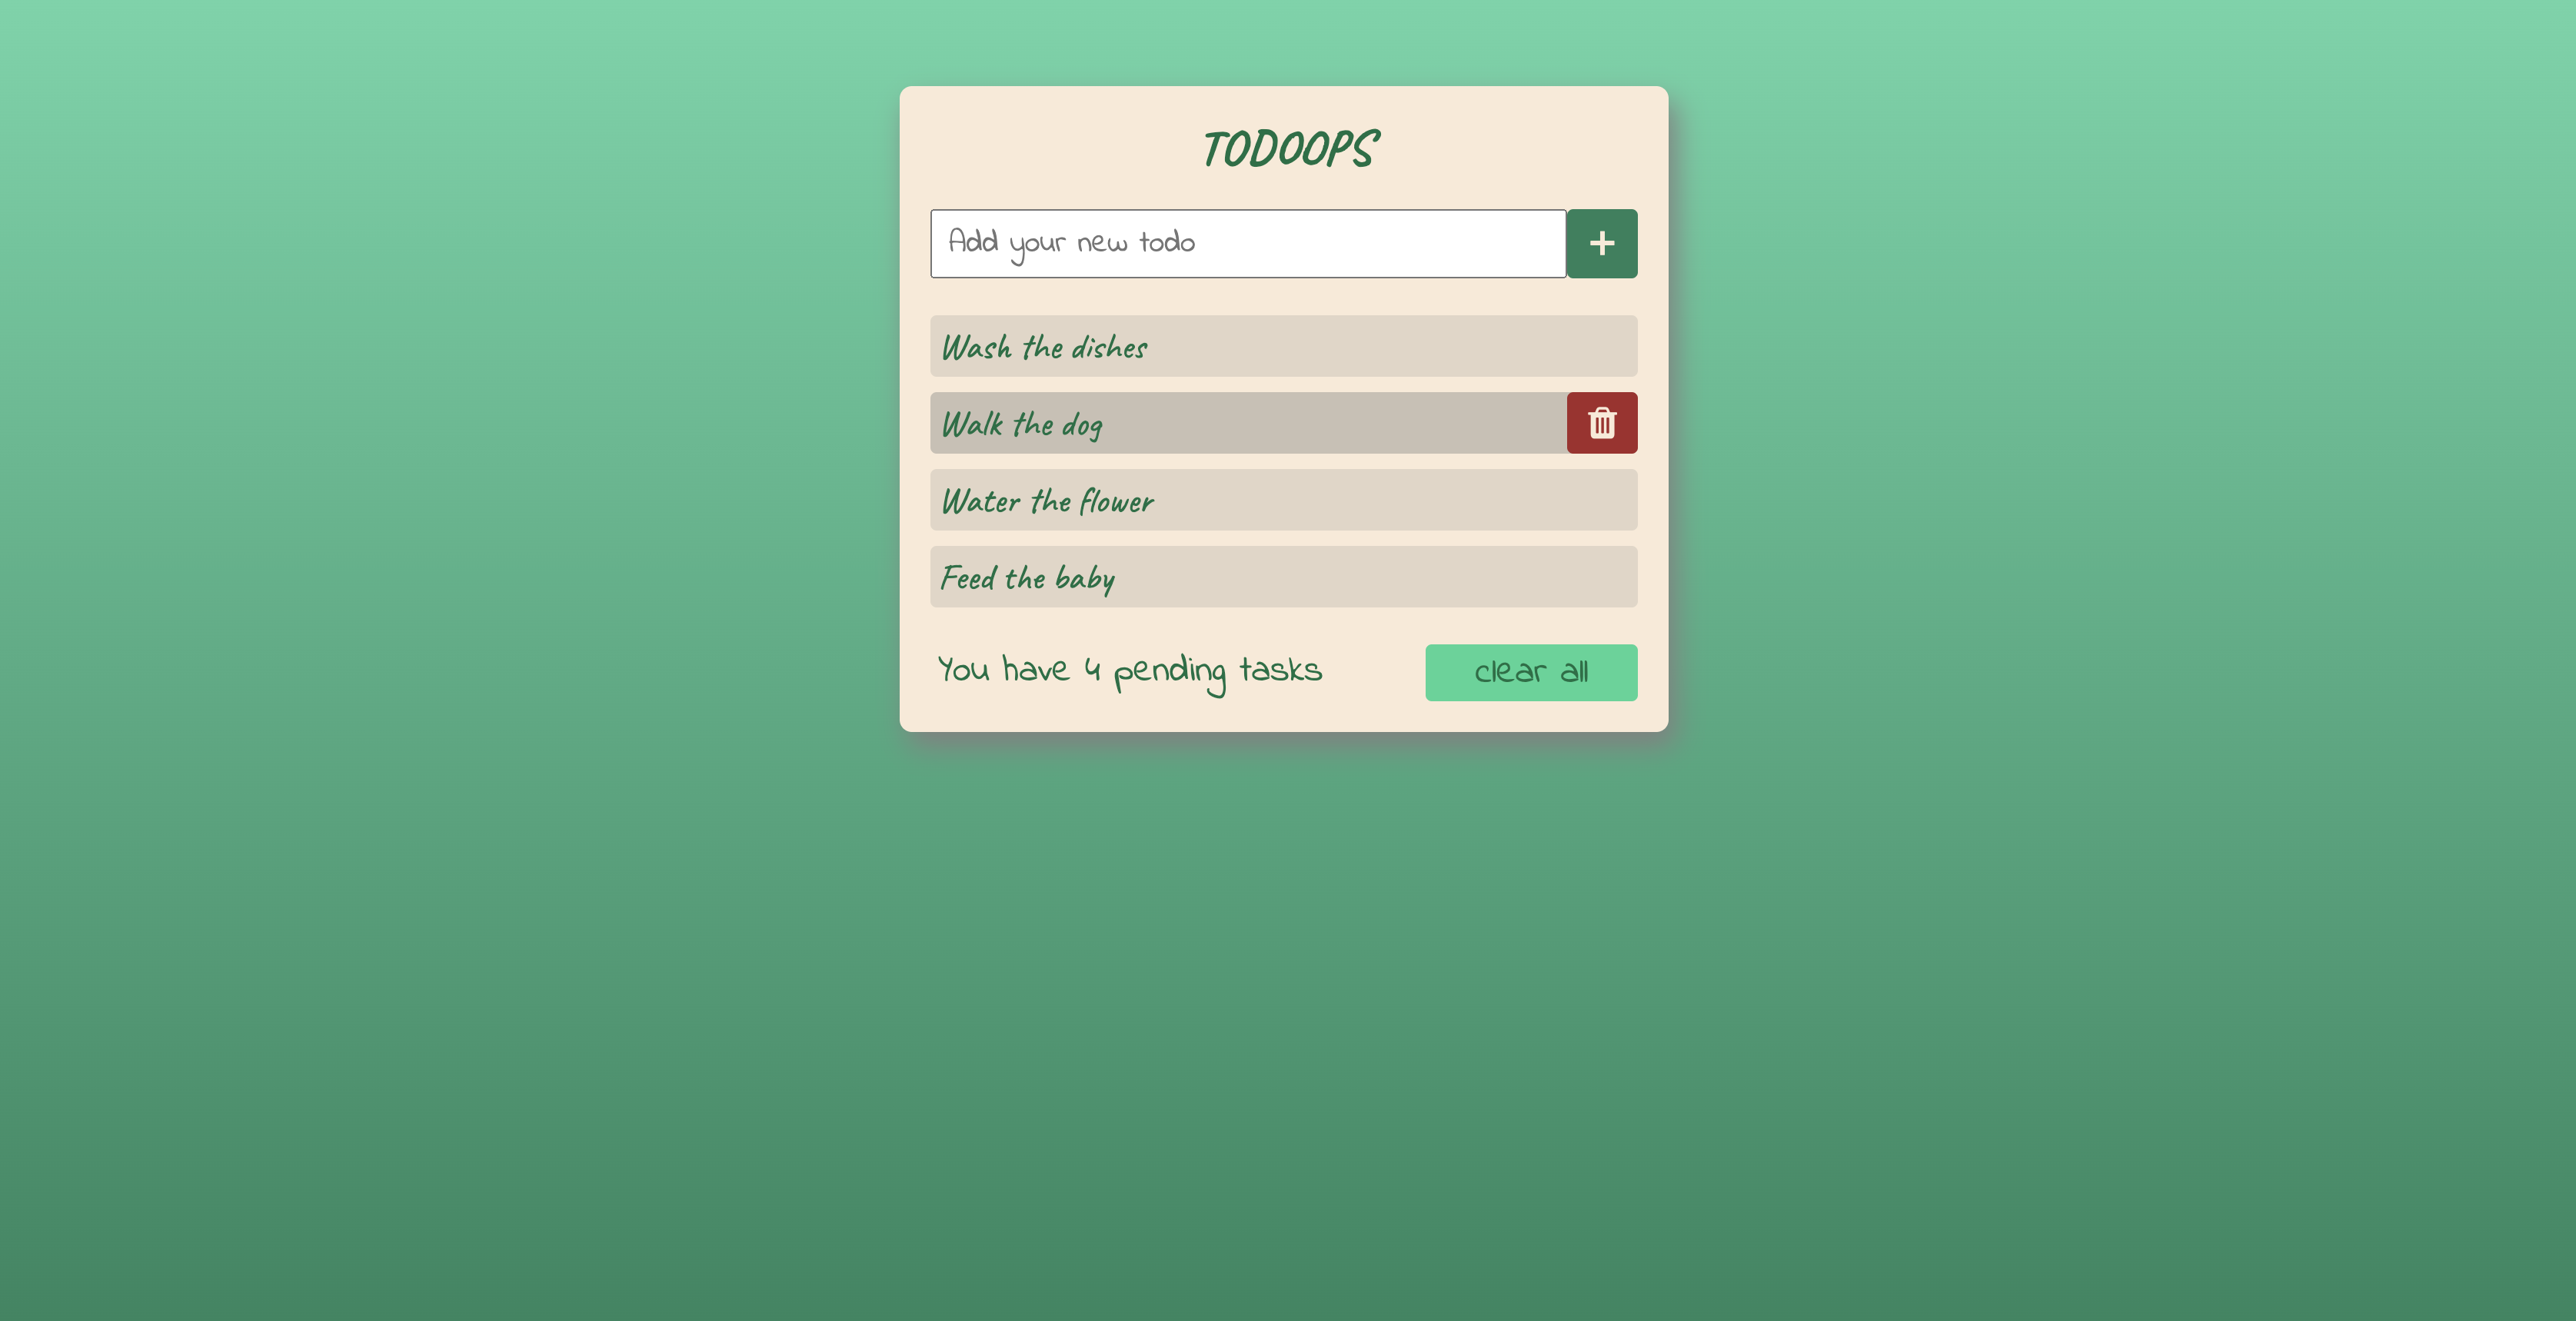 TODOOPS
Add your new todo
Wash the dishes
Walk the dog
Water the flower
Feed the baby
You have 4 pending tasks
clear all